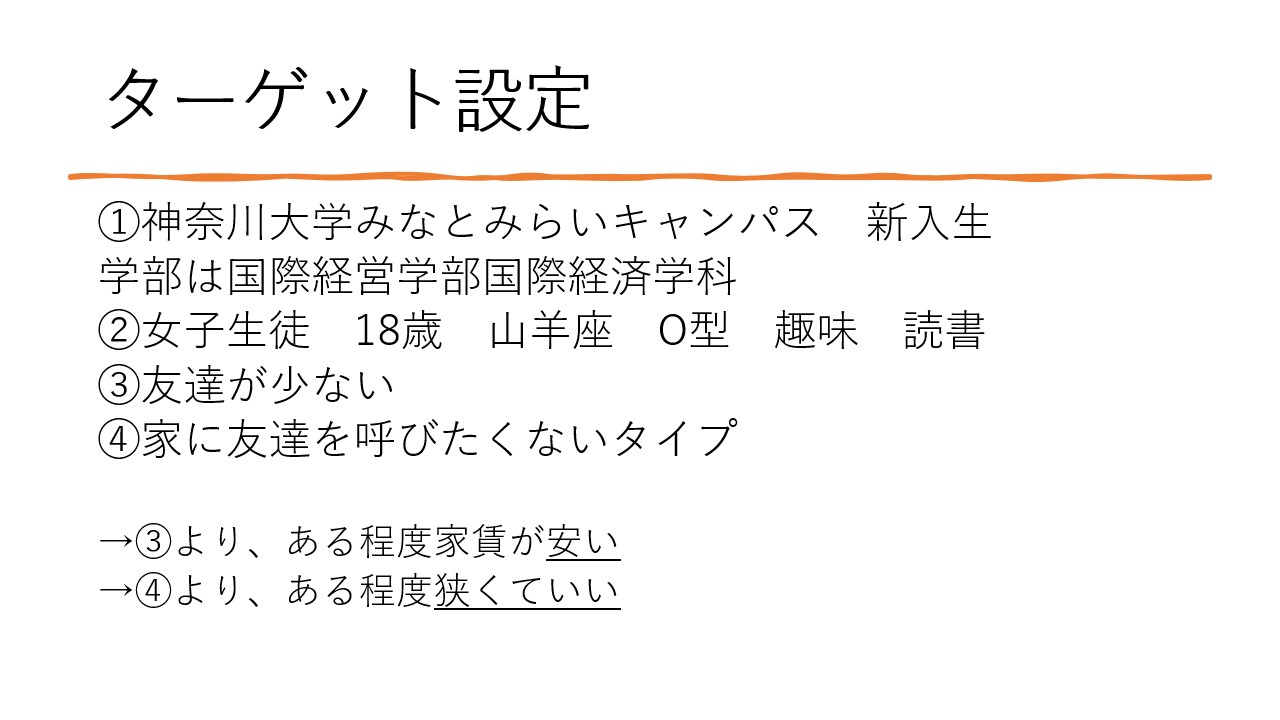 ターゲット設定
①神奈川大学みなとみらいキャンパス　新入生
学部は国際経営学部国際経済学科
②女子生徒　18歳　山羊座　O型　趣味　読書
③友達が少ない
④家に友達を呼びたくないタイプ
→③より、ある程度家賃が安い
→④より、ある程度狭くていい